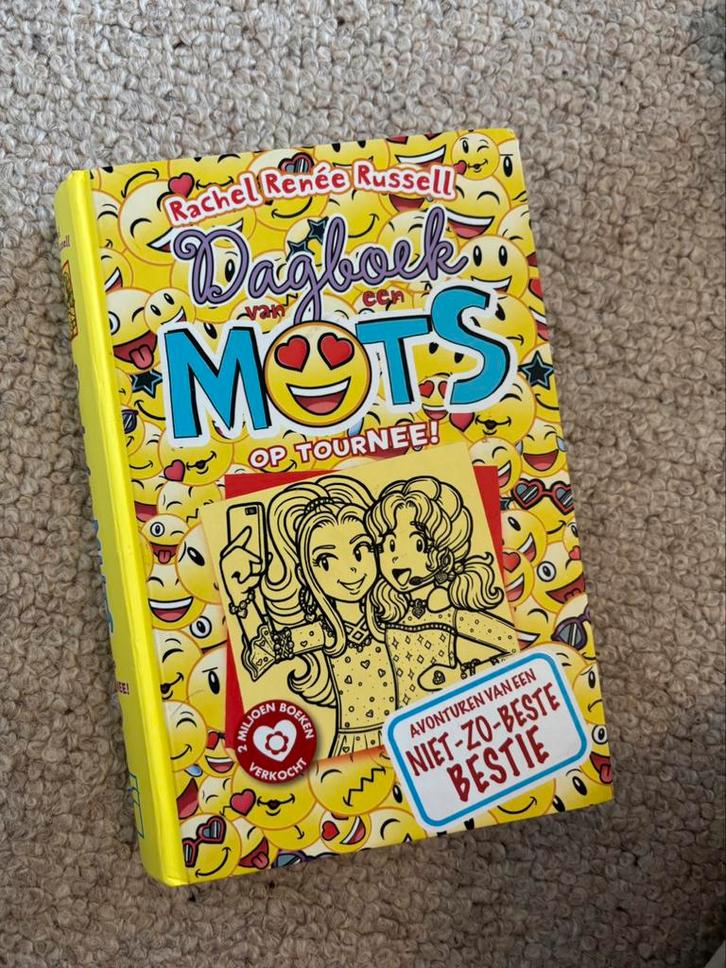 Rachel Renée Russell
Dagboek
van een
MOTS
OP TOURNEE!
2 MILJOEN BOEKEN
VERKOCHT
AVONTUREN VAN EEN
NIET-ZO-BESTE
BESTIE